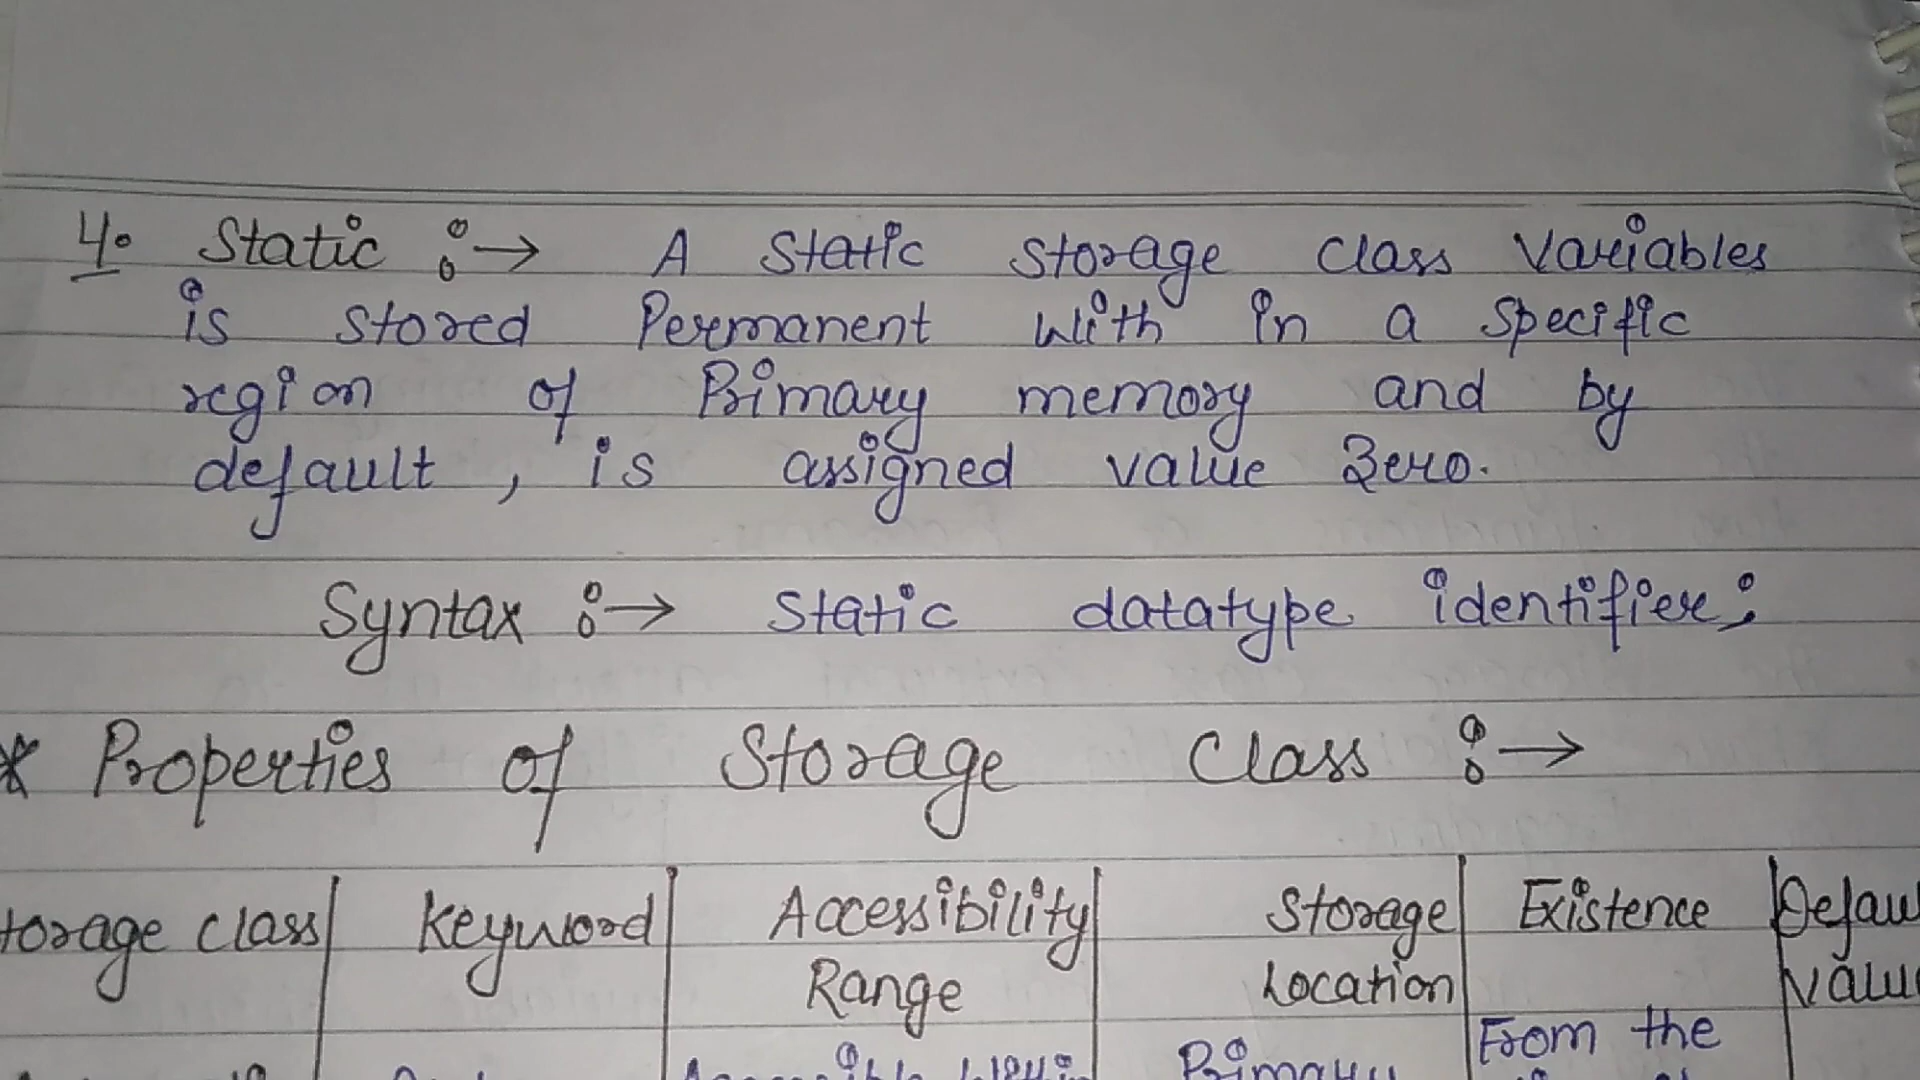 4. Static :→ A Static Storage Class Variables
is stored Permanent with in a specific
region of Primary memory and by
default, is assigned value Zero.
Syntax :→ static datatype identifier;
* Properties of Storage Class :→
torage class | Keyword | Accessibility Range | Storage Location | Existence | Defau Valu
Primary From the